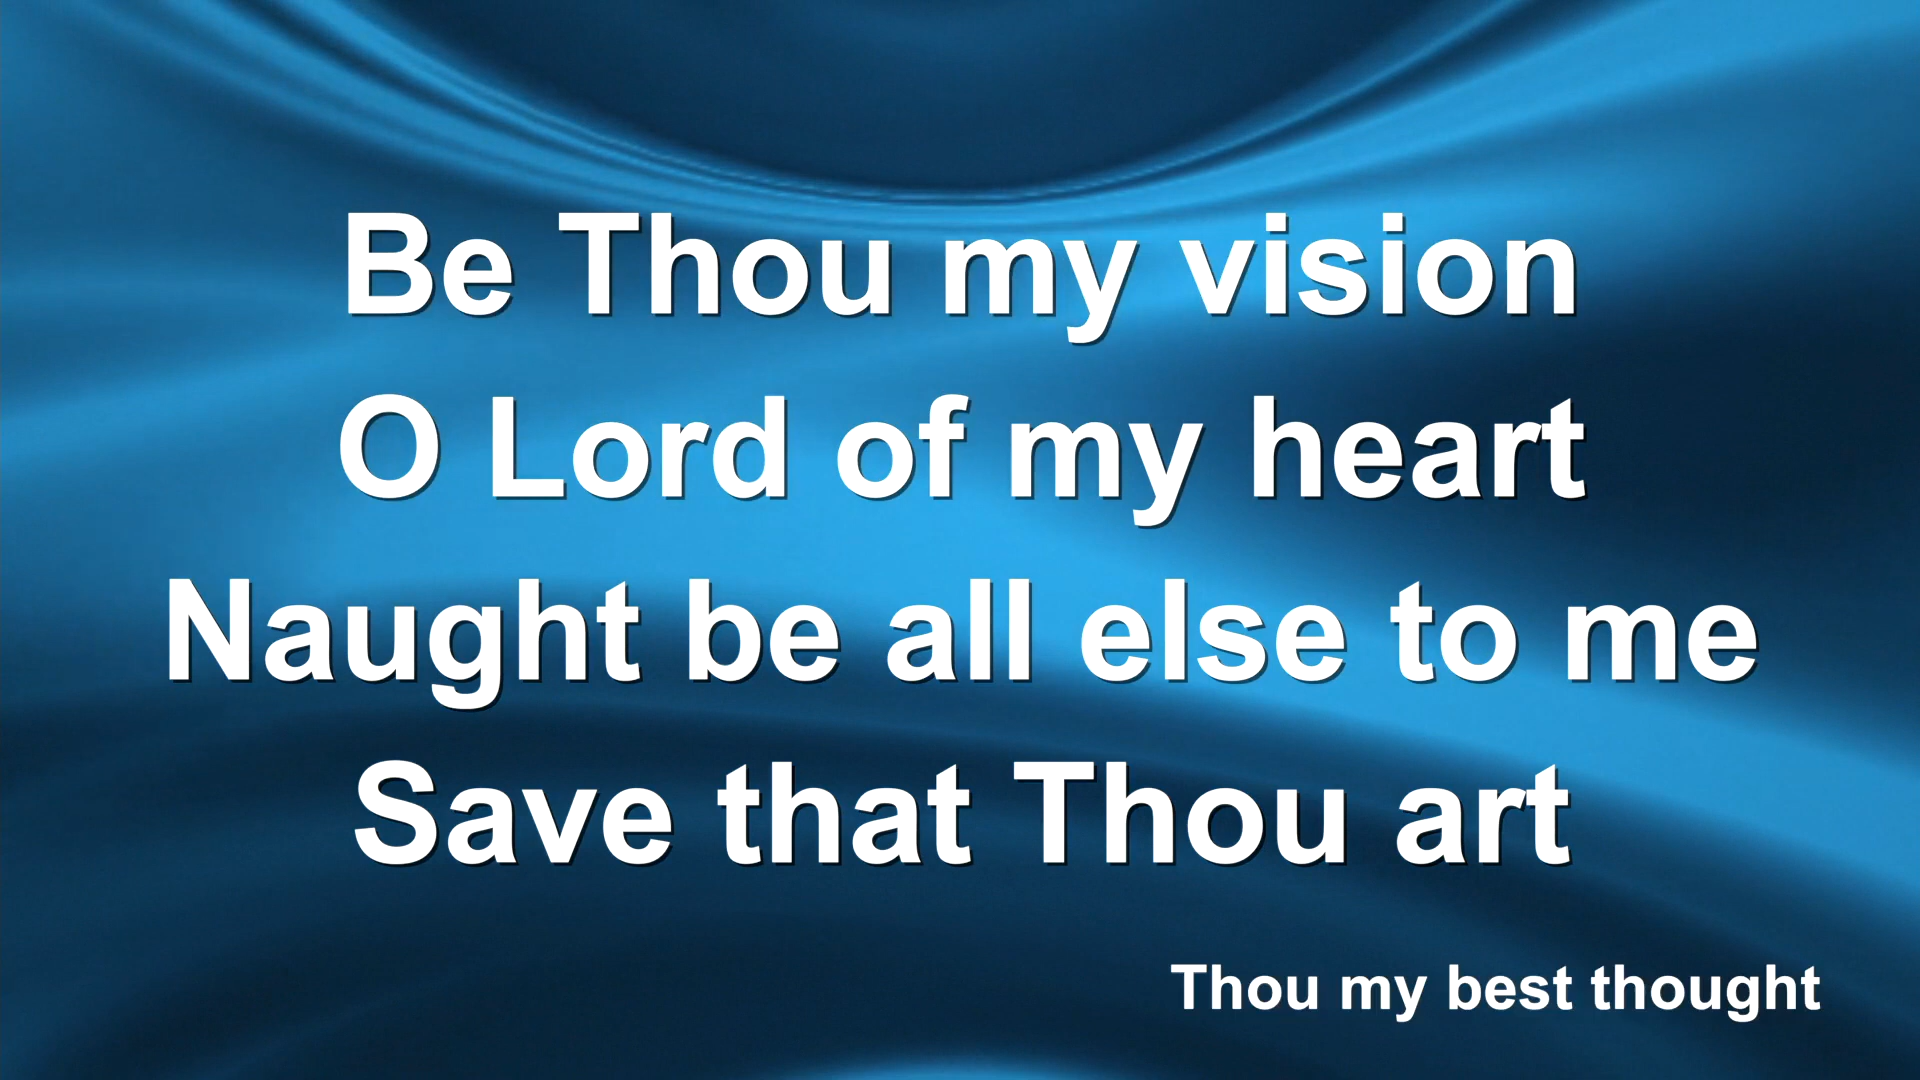 Be Thou my vision
O Lord of my heart
Naught be all else to me
Save that Thou art
Thou my best thought